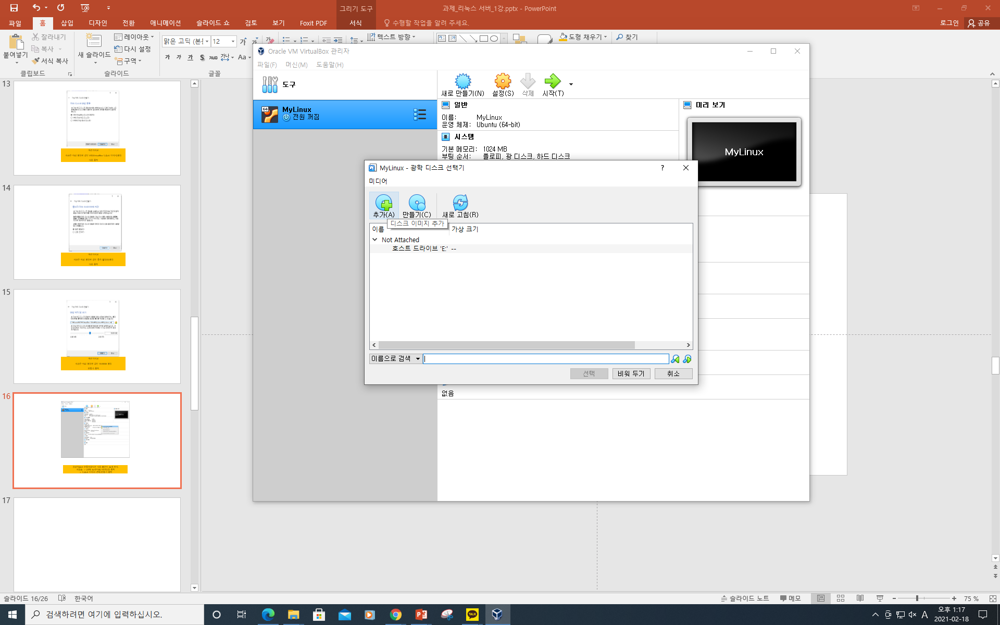 그리기 도구
과제_리눅스 서버_1강.pptx - PowerPoint
파일
홈
삽입
디자인
전환
애니메이션
슬라이드 쇼
검토
보기
Foxit PDF
서식
수행할 작업을 알려 주세요.
로그인
공유
붙여넣기
잘라내기
복사
서식 복사
클립보드
새 슬라이드
레이아웃
다시 설정
구역
슬라이드
맑은 고딕 (본문
12
글꼴
텍스트 방향
도형 채우기
찾기
Oracle VM VirtualBox 관리자
파일(F)
머신(M)
도움말(H)
도구
새로 만들기(N)
설정(S)
삭제
시작(T)
64
MyLinux
전원 꺼짐
일반
이름: MyLinux
운영 체제: Ubuntu (64-bit)
시스템
기본 메모리: 1024 MB
부팅 순서: 플로피, 광 디스크, 하드 디스크
미리 보기
MyLinux
MyLinux - 광학 디스크 선택기
?
미디어
추가(A)
만들기(C)
새로 고침(R)
디스크 이미지 추가
이름
가상 크기
Not Attached
호스트 드라이브 'E:' --
이름으로 검색
선택
비워 두기
취소
없음
13
14
15
16
17
슬라이드 16/26
한국어
슬라이드 노트
메모
75 %
검색하려면 여기에 입력하십시오.
TALK
A
오후 1:17
2021-02-18